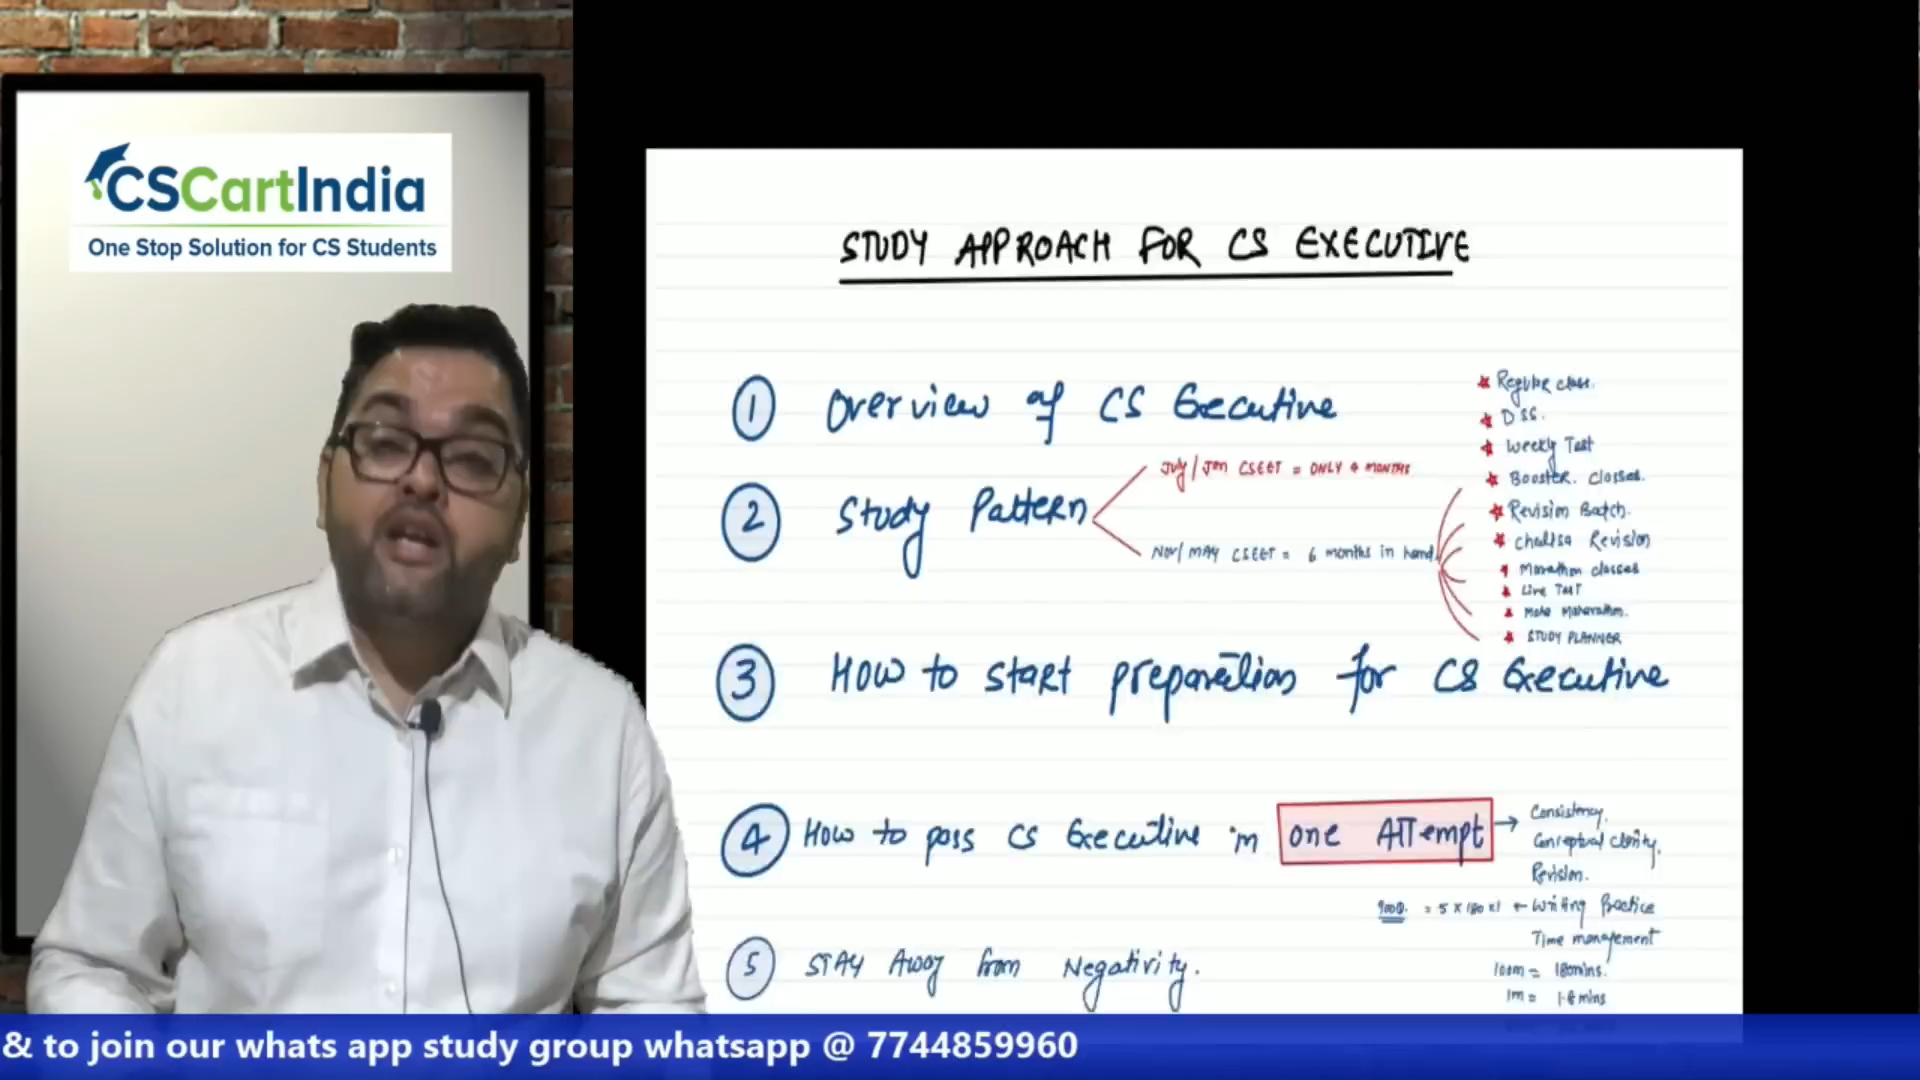 CSCartIndia
One Stop Solution for CS Students
STUDY APPROACH FOR CS EXECUTIVE
1 Overview of CS Executive
2 Study Pattern
July/Jan CSEET = ONLY 4 MONTHS
Nov/MAY CSEET = 6 months in hand
Regular class.
DSS.
Weekly Test
Booster. Classes.
Revision Batch.
Chalisa Revision
Marathon classes
Live TEST
STUDY PLANNER
3 HOW to start preparation for CS Executive
4 How to pass CS Executive in one ATTempt
Consistency.
Conceptual clarity.
Revision.
900Q. = 5 X 180 X 1 ← Writing Practice
Time management
100m = 180mins.
1m = 1.8 mins
5 STAY Away from Negativity.
& to join our whats app study group whatsapp @ 7744859960